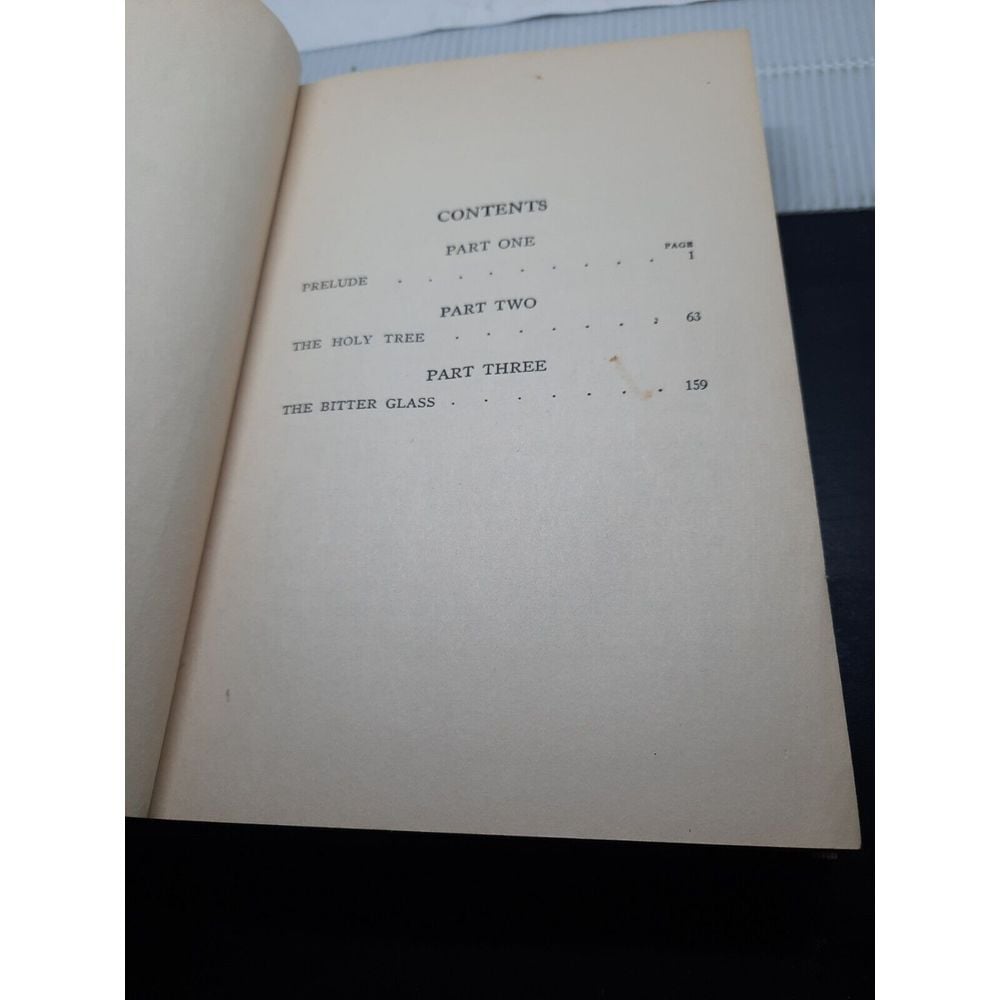 CONTENTS
PART ONE
PAGE
PRELUDE . . . . . . . . . 1
PART TWO
THE HOLY TREE . . . . . . . 63
PART THREE
THE BITTER GLASS . . . . . . . 159